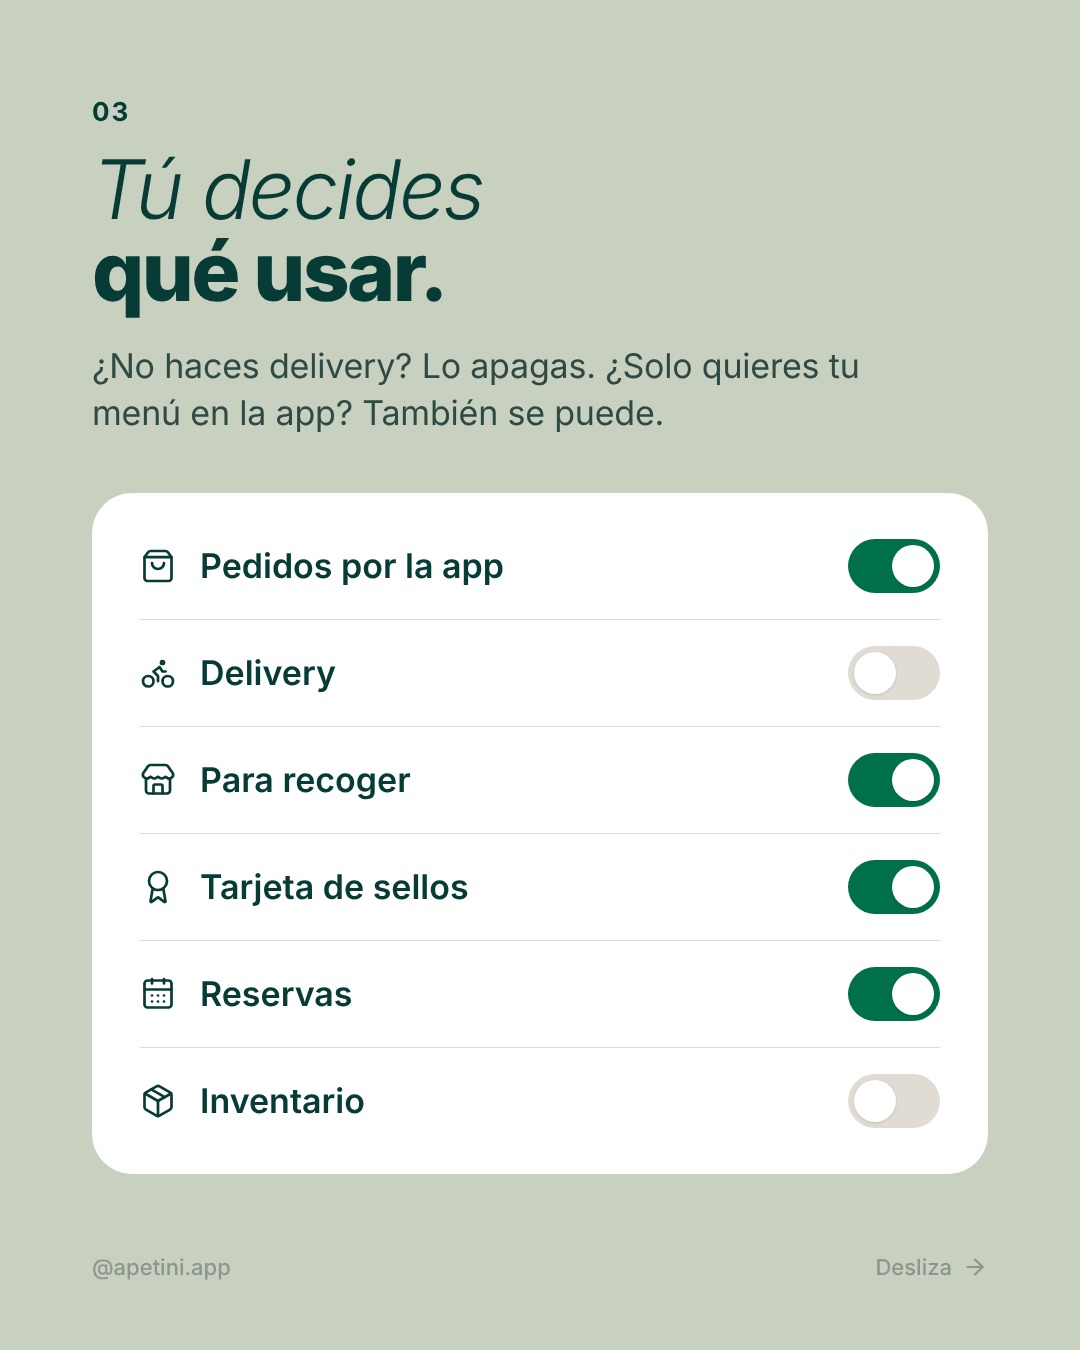 03
Tú decides
qué usar.
¿No haces delivery? Lo apagas. ¿Solo quieres tu
menú en la app? También se puede.
Pedidos por la app
Delivery
Para recoger
Tarjeta de sellos
Reservas
Inventario
@apetini.app
Desliza →